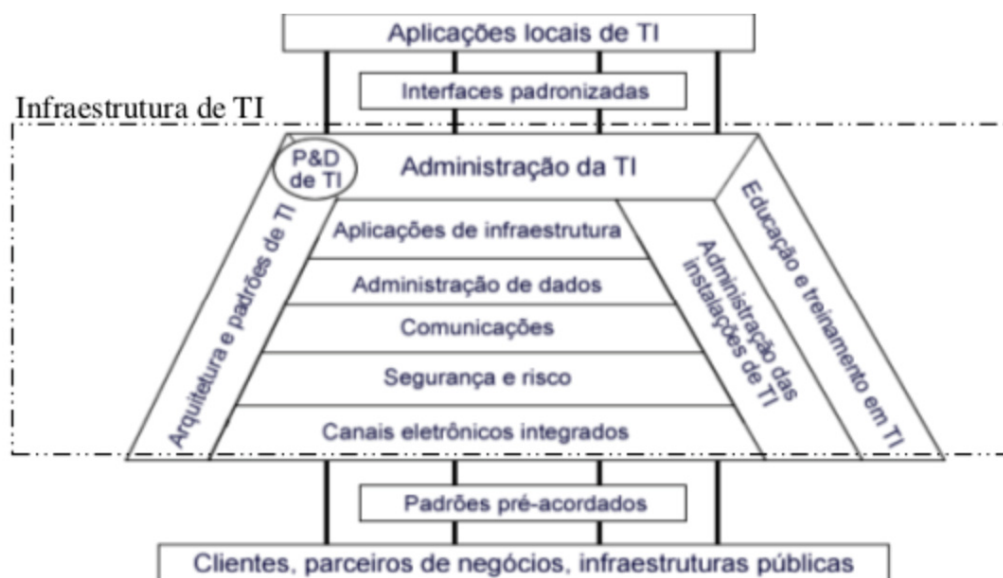 Aplicações locais de TI
Interfaces padronizadas
Infraestrutura de TI
P&D
de TI
Administração da TI
Arquitetura e padrões de TI
Aplicações de infraestrutura
Administração de dados
Comunicações
Segurança e risco
Canais eletrônicos integrados
Administração das
instalações de TI
Educação e treinamento em TI
Padrões pré-acordados
Clientes, parceiros de negócios, infraestruturas públicas